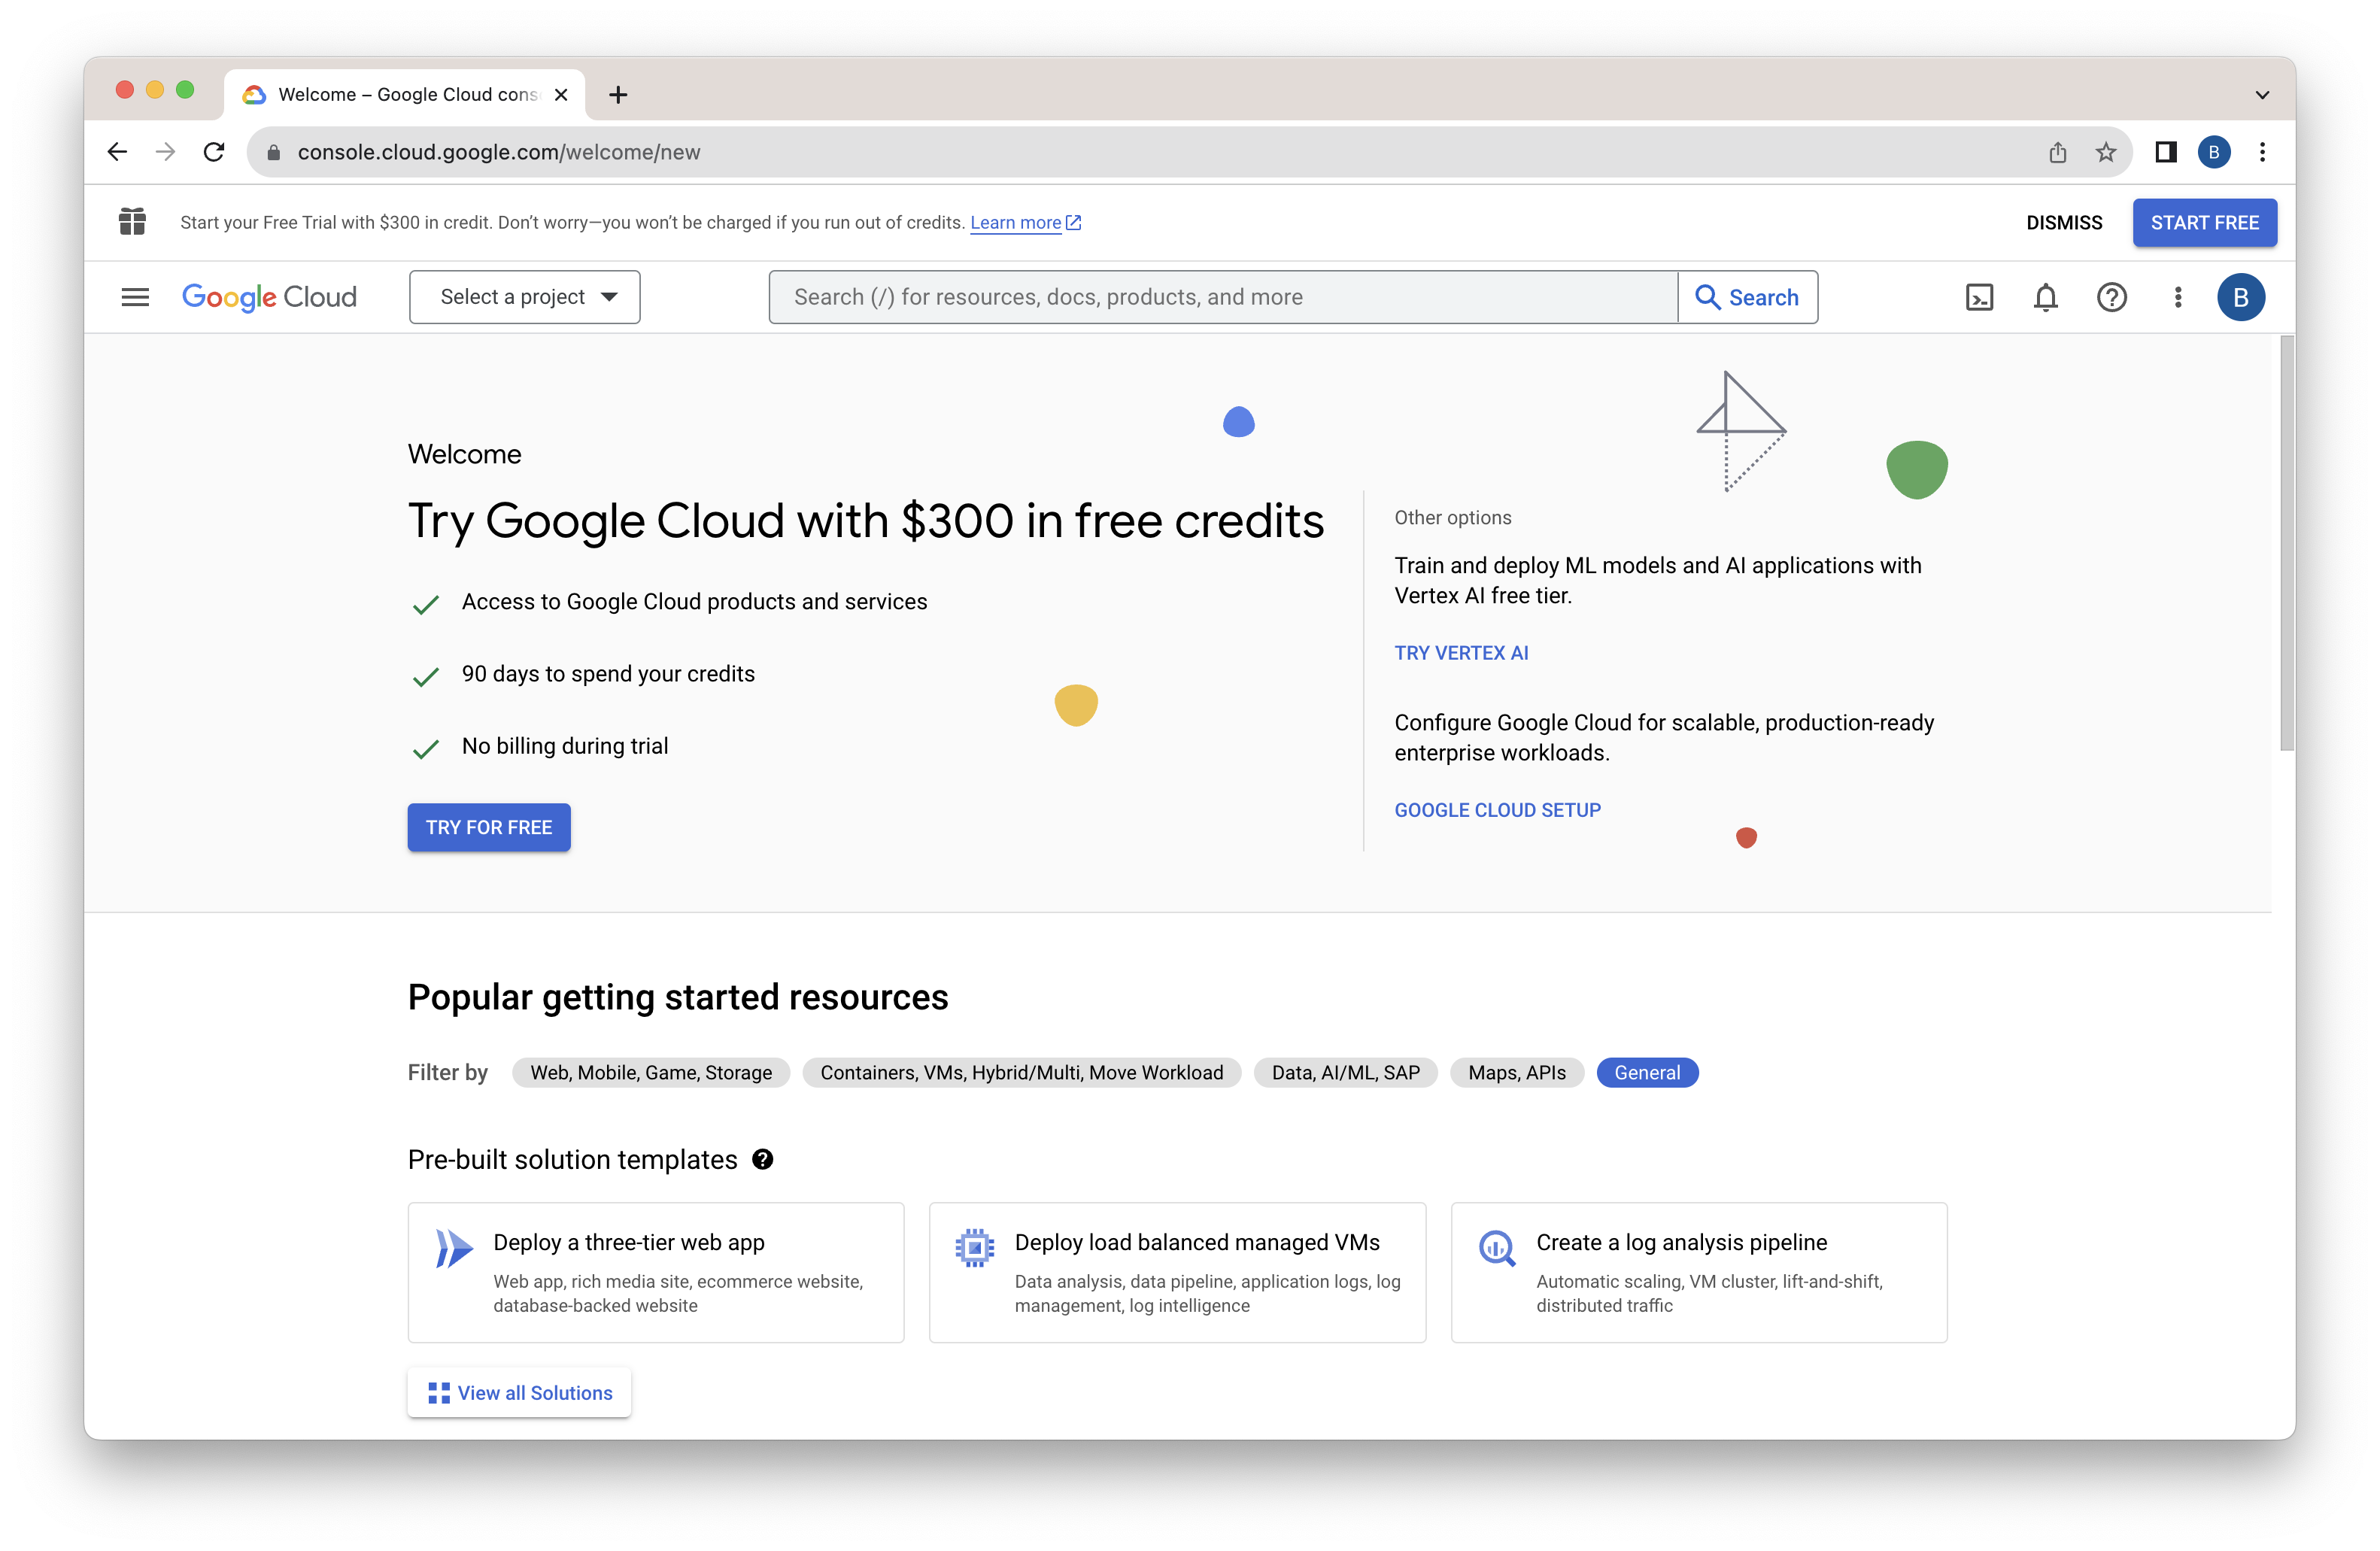 Welcome – Google Cloud cons
console.cloud.google.com/welcome/new
B
Start your Free Trial with $300 in credit. Don’t worry—you won’t be charged if you run out of credits. Learn more
DISMISS
START FREE
Google Cloud
Select a project
Search (/) for resources, docs, products, and more
Search
B
Welcome
Try Google Cloud with $300 in free credits
Access to Google Cloud products and services
90 days to spend your credits
No billing during trial
TRY FOR FREE
Other options
Train and deploy ML models and AI applications with
Vertex AI free tier.
TRY VERTEX AI
Configure Google Cloud for scalable, production-ready
enterprise workloads.
GOOGLE CLOUD SETUP
Popular getting started resources
Filter by
Web, Mobile, Game, Storage
Containers, VMs, Hybrid/Multi, Move Workload
Data, AI/ML, SAP
Maps, APIs
General
Pre-built solution templates
Deploy a three-tier web app
Web app, rich media site, ecommerce website,
database-backed website
Deploy load balanced managed VMs
Data analysis, data pipeline, application logs, log
management, log intelligence
Create a log analysis pipeline
Automatic scaling, VM cluster, lift-and-shift,
distributed traffic
View all Solutions